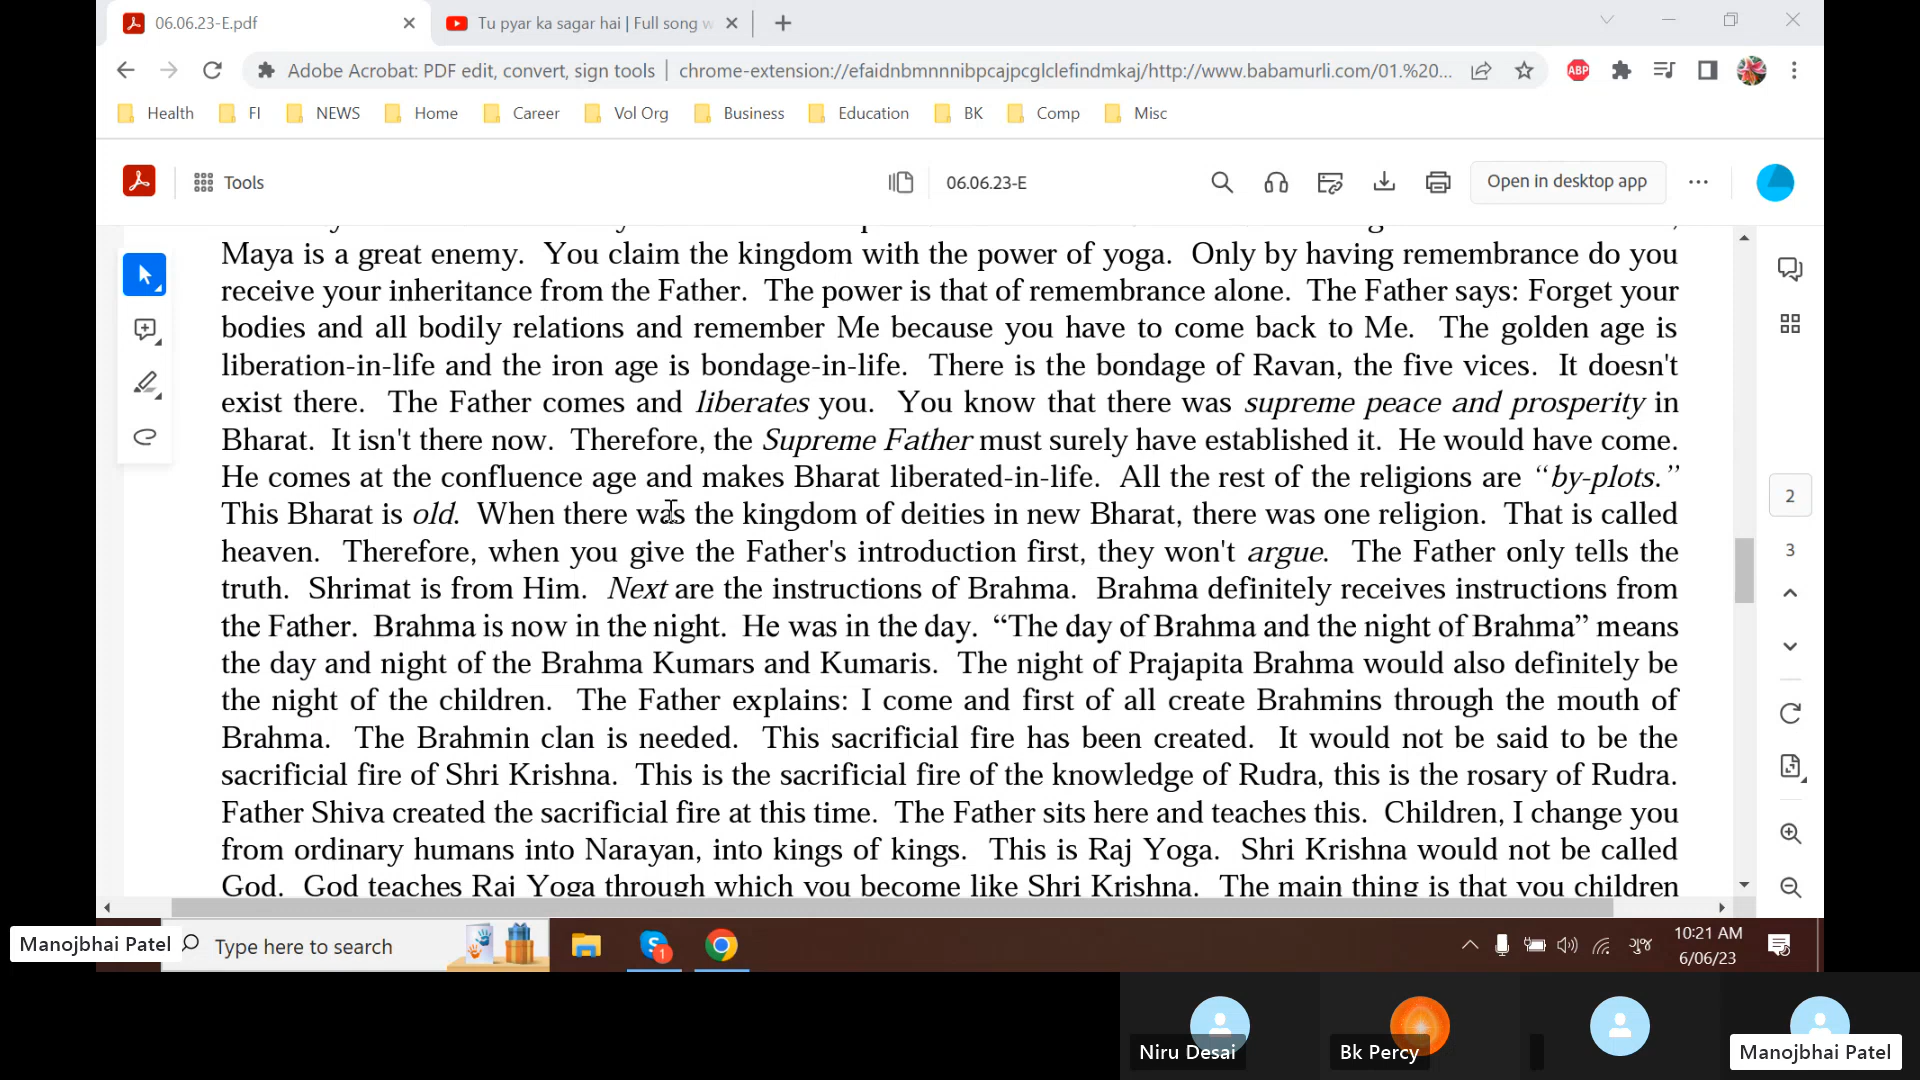 06.06.23-E.pdf
Tu pyar ka sagar hai | Full song w
Adobe Acrobat: PDF edit, convert, sign tools | chrome-extension://efaidnbmnnnibpcajpcglclefindmkaj/http://www.babamurli.com/01.%20...
ABP
Health FI NEWS Home Career Vol Org Business Education BK Comp Misc
Tools 06.06.23-E Open in desktop app
Maya is a great enemy. You claim the kingdom with the power of yoga. Only by having remembrance do you
receive your inheritance from the Father. The power is that of remembrance alone. The Father says: Forget your
bodies and all bodily relations and remember Me because you have to come back to Me. The golden age is
liberation-in-life and the iron age is bondage-in-life. There is the bondage of Ravan, the five vices. It doesn't
exist there. The Father comes and liberates you. You know that there was supreme peace and prosperity in
Bharat. It isn't there now. Therefore, the Supreme Father must surely have established it. He would have come.
He comes at the confluence age and makes Bharat liberated-in-life. All the rest of the religions are “by-plots.”
This Bharat is old. When there was the kingdom of deities in new Bharat, there was one religion. That is called
heaven. Therefore, when you give the Father's introduction first, they won't argue. The Father only tells the
truth. Shrimat is from Him. Next are the instructions of Brahma. Brahma definitely receives instructions from
the Father. Brahma is now in the night. He was in the day. “The day of Brahma and the night of Brahma” means
the day and night of the Brahma Kumars and Kumaris. The night of Prajapita Brahma would also definitely be
the night of the children. The Father explains: I come and first of all create Brahmins through the mouth of
Brahma. The Brahmin clan is needed. This sacrificial fire has been created. It would not be said to be the
sacrificial fire of Shri Krishna. This is the sacrificial fire of the knowledge of Rudra, this is the rosary of Rudra.
Father Shiva created the sacrificial fire at this time. The Father sits here and teaches this. Children, I change you
from ordinary humans into Narayan, into kings of kings. This is Raj Yoga. Shri Krishna would not be called
God. God teaches Raj Yoga through which you become like Shri Krishna. The main thing is that you children
2
3
Manojbhai Patel
Type here to search
1
ગુજ
10:21 AM
6/06/23
Niru Desai
Bk Percy
Manojbhai Patel